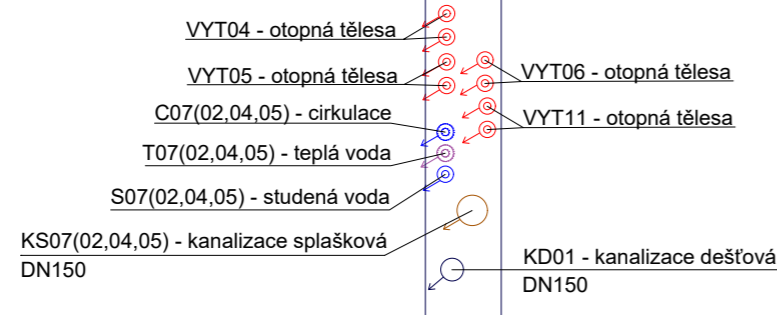 VYT04 - otopná tělesa
VYT05 - otopná tělesa
VYT06 - otopná tělesa
C07(02,04,05) - cirkulace
VYT11 - otopná tělesa
T07(02,04,05) - teplá voda
S07(02,04,05) - studená voda
KS07(02,04,05) - kanalizace splašková
DN150
KD01 - kanalizace dešťová
DN150